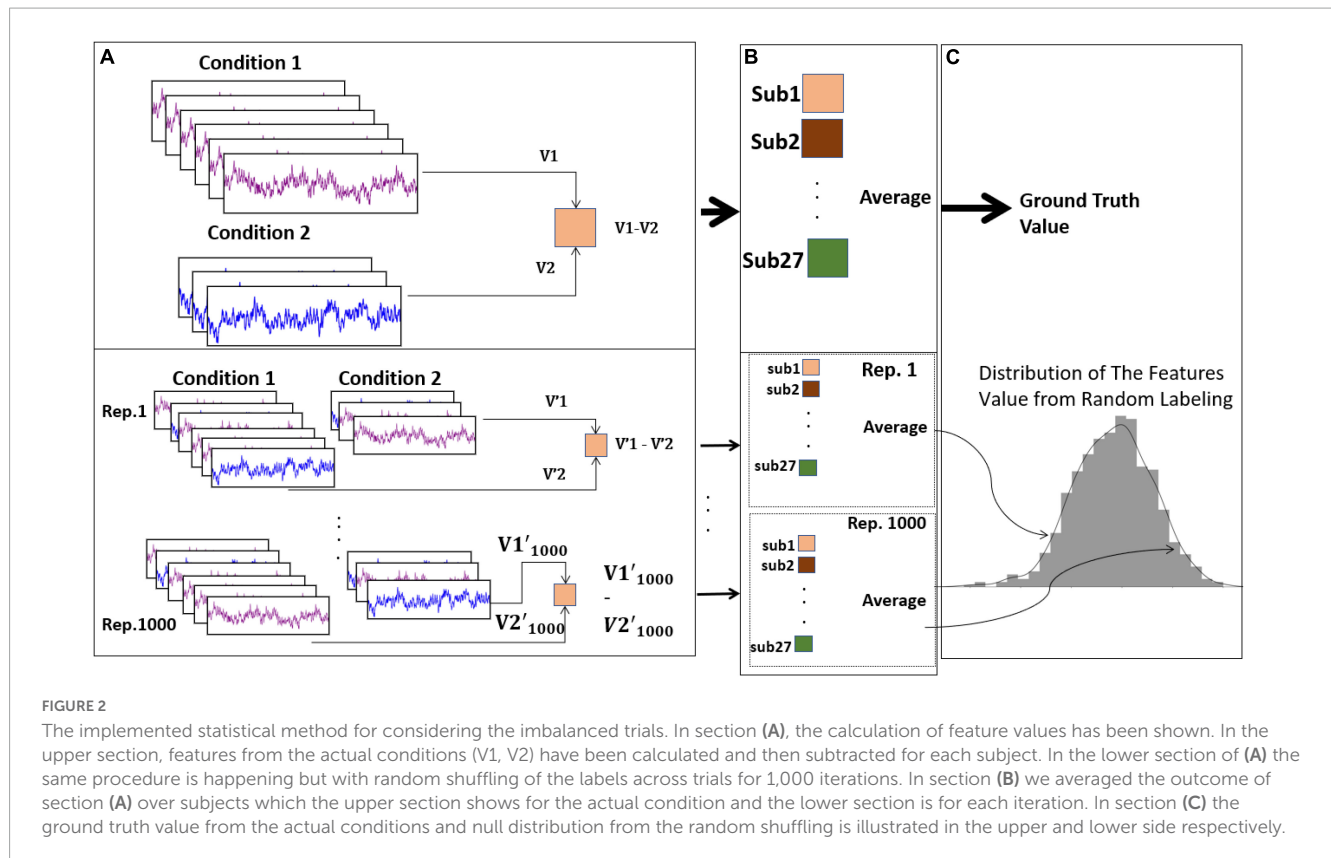 A
Condition 1
V1
V1-V2
Condition 2
V2
B
Sub1
Sub2
Average
Sub27
C
Ground Truth
Value
Condition 1
Condition 2
Rep.1
V'1
V'1 - V'2
V'2
Rep.1000
V1'1000
V2'1000
V1'1000
-
V2'1000
Rep. 1
sub1
sub2
Average
sub27
Rep. 1000
sub1
sub2
Average
sub27
Distribution of The Features
Value from Random Labeling
FIGURE 2
The implemented statistical method for considering the imbalanced trials. In section (A), the calculation of feature values has been shown. In the
upper section, features from the actual conditions (V1, V2) have been calculated and then subtracted for each subject. In the lower section of (A) the
same procedure is happening but with random shuffling of the labels across trials for 1,000 iterations. In section (B) we averaged the outcome of
section (A) over subjects which the upper section shows for the actual condition and the lower section is for each iteration. In section (C) the
ground truth value from the actual conditions and null distribution from the random shuffling is illustrated in the upper and lower side respectively.